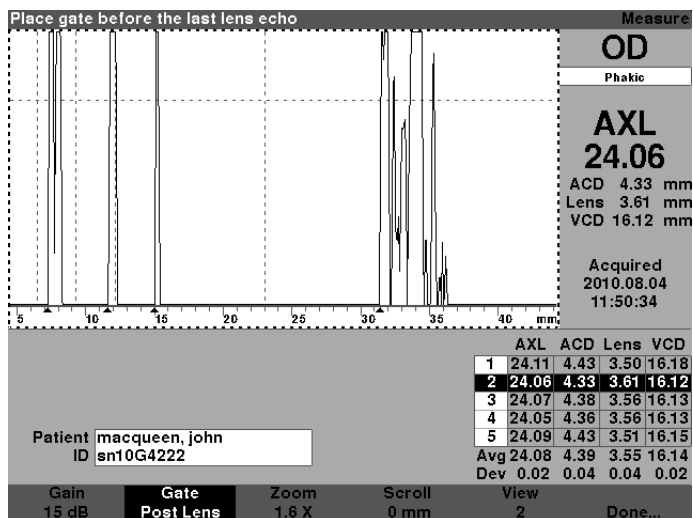 Place gate before the last lens echo
Measure
OD
Phakic
AXL
24.06
ACD 4.33 mm
Lens 3.61 mm
VCD 16.12 mm
Acquired
2010.08.04
11:50:34
5 10 15 20 25 30 35 40 mm
AXL ACD Lens VCD
1 24.11 4.43 3.50 16.18
2 24.06 4.33 3.61 16.12
3 24.07 4.38 3.56 16.13
4 24.05 4.36 3.56 16.13
5 24.09 4.43 3.51 16.15
Avg 24.08 4.39 3.55 16.14
Dev 0.02 0.04 0.04 0.02
Patient macqueen, john
ID sn10G4222
Gain Gate Zoom Scroll View
15 dB Post Lens 1.6 X 0 mm 2 Done...